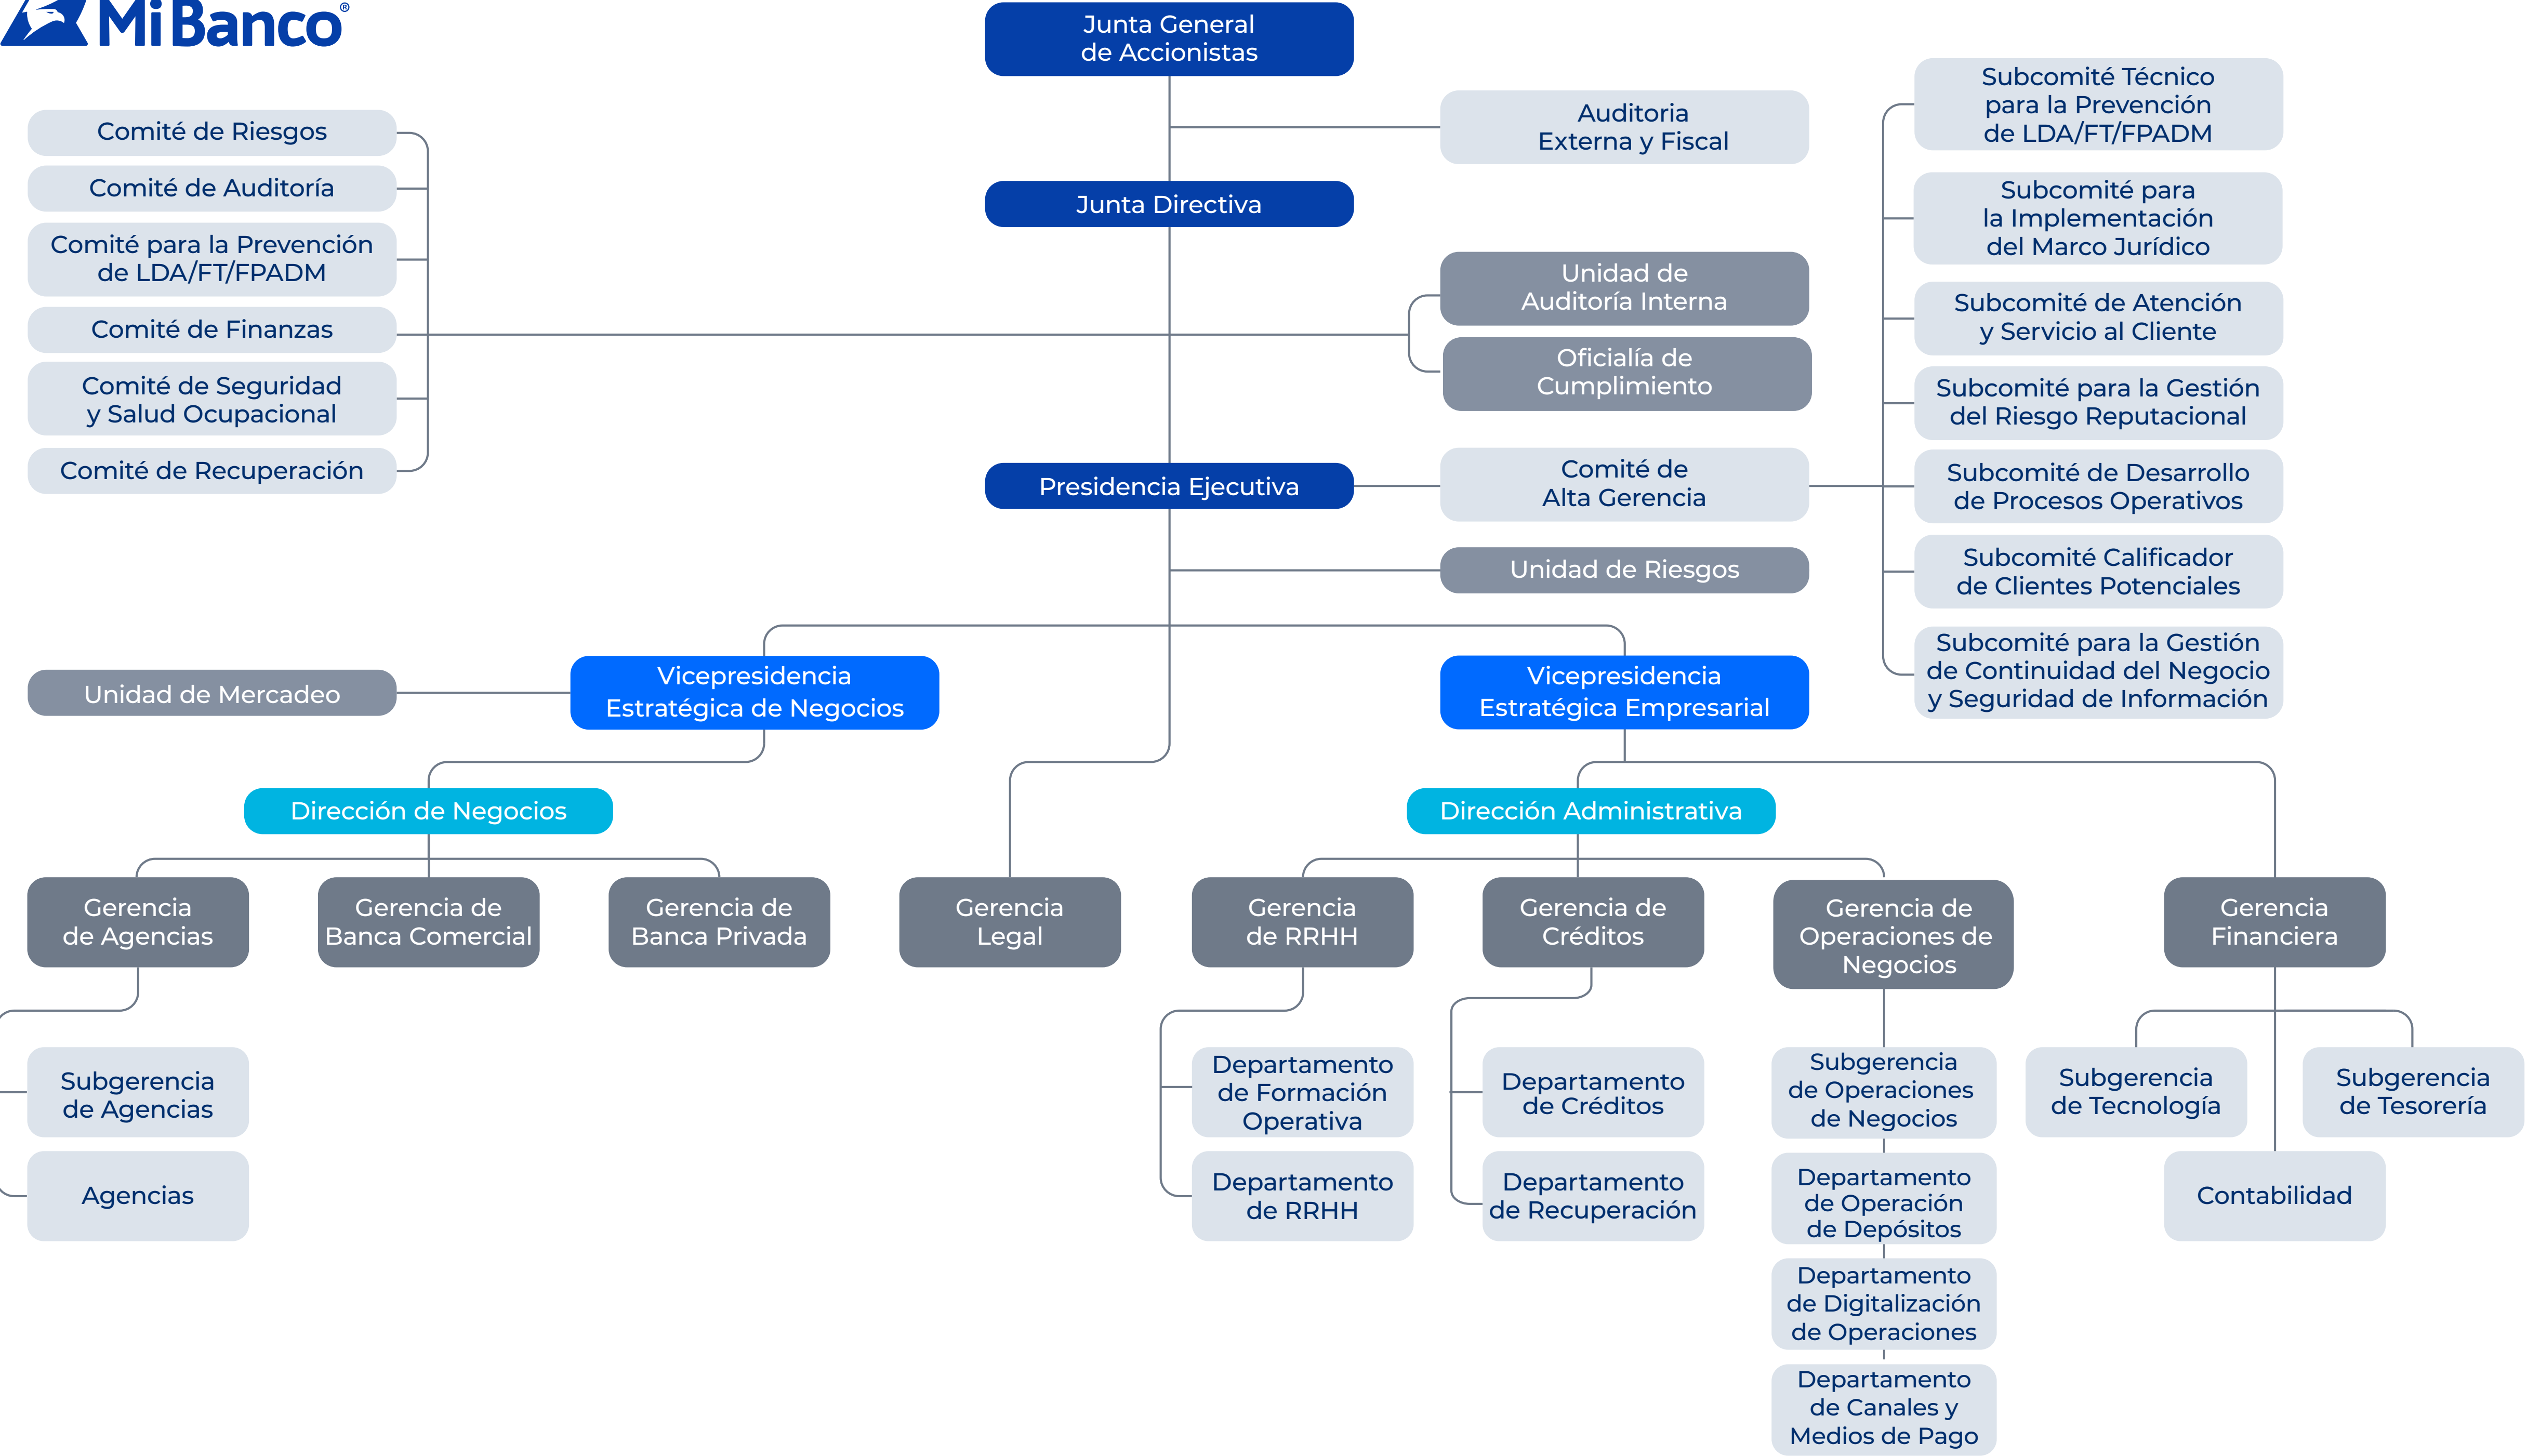 MiBanco®
Junta General
de Accionistas
Auditoria
Externa y Fiscal
Junta Directiva
Comité de Riesgos
Comité de Auditoría
Comité para la Prevención
de LDA/FT/FPADM
Comité de Finanzas
Comité de Seguridad
y Salud Ocupacional
Comité de Recuperación
Unidad de
Auditoría Interna
Oficialía de
Cumplimiento
Presidencia Ejecutiva
Comité de
Alta Gerencia
Subcomité Técnico
para la Prevención
de LDA/FT/FPADM
Subcomité para
la Implementación
del Marco Jurídico
Subcomité de Atención
y Servicio al Cliente
Subcomité para la Gestión
del Riesgo Reputacional
Subcomité de Desarrollo
de Procesos Operativos
Subcomité Calificador
de Clientes Potenciales
Subcomité para la Gestión
de Continuidad del Negocio
y Seguridad de Información
Unidad de Riesgos
Unidad de Mercadeo
Vicepresidencia
Estratégica de Negocios
Vicepresidencia
Estratégica Empresarial
Dirección de Negocios
Dirección Administrativa
Gerencia
de Agencias
Gerencia de
Banca Comercial
Gerencia de
Banca Privada
Gerencia
Legal
Gerencia
de RRHH
Gerencia de
Créditos
Gerencia de
Operaciones de
Negocios
Gerencia
Financiera
Subgerencia
de Agencias
Agencias
Departamento
de Formación
Operativa
Departamento
de RRHH
Departamento
de Créditos
Departamento
de Recuperación
Subgerencia
de Operaciones
de Negocios
Departamento
de Operación
de Depósitos
Departamento
de Digitalización
de Operaciones
Departamento
de Canales y
Medios de Pago
Subgerencia
de Tecnología
Subgerencia
de Tesorería
Contabilidad